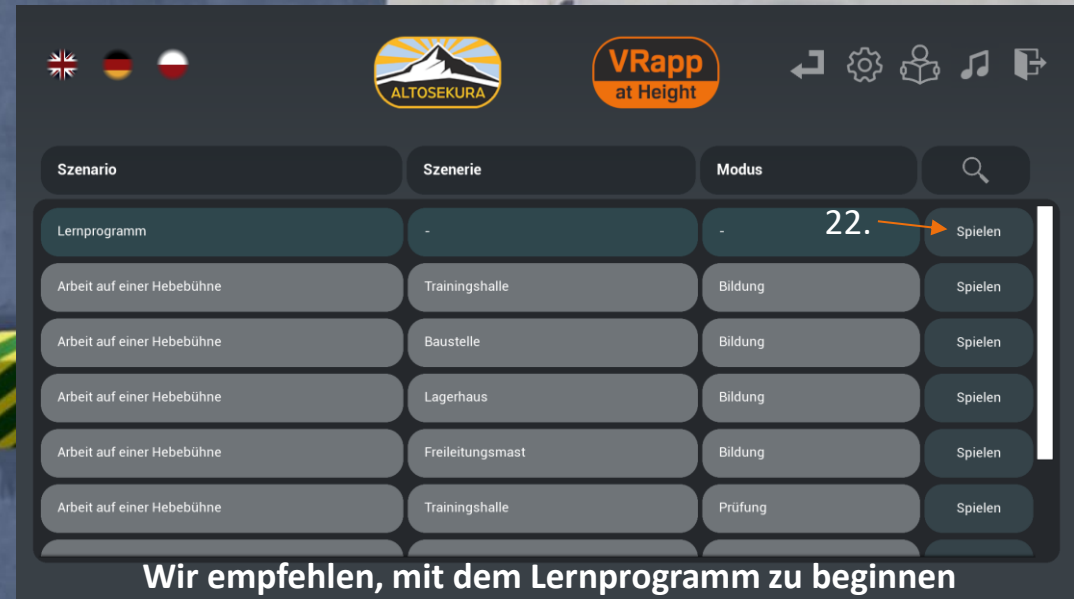 ALTOSEKURA
VRapp
at Height
Szenario Szenerie Modus
Lernprogramm - - 22. Spielen
Arbeit auf einer Hebebühne Trainingshalle Bildung Spielen
Arbeit auf einer Hebebühne Baustelle Bildung Spielen
Arbeit auf einer Hebebühne Lagerhaus Bildung Spielen
Arbeit auf einer Hebebühne Freileitungsmast Bildung Spielen
Arbeit auf einer Hebebühne Trainingshalle Prüfung Spielen
Wir empfehlen, mit dem Lernprogramm zu beginnen